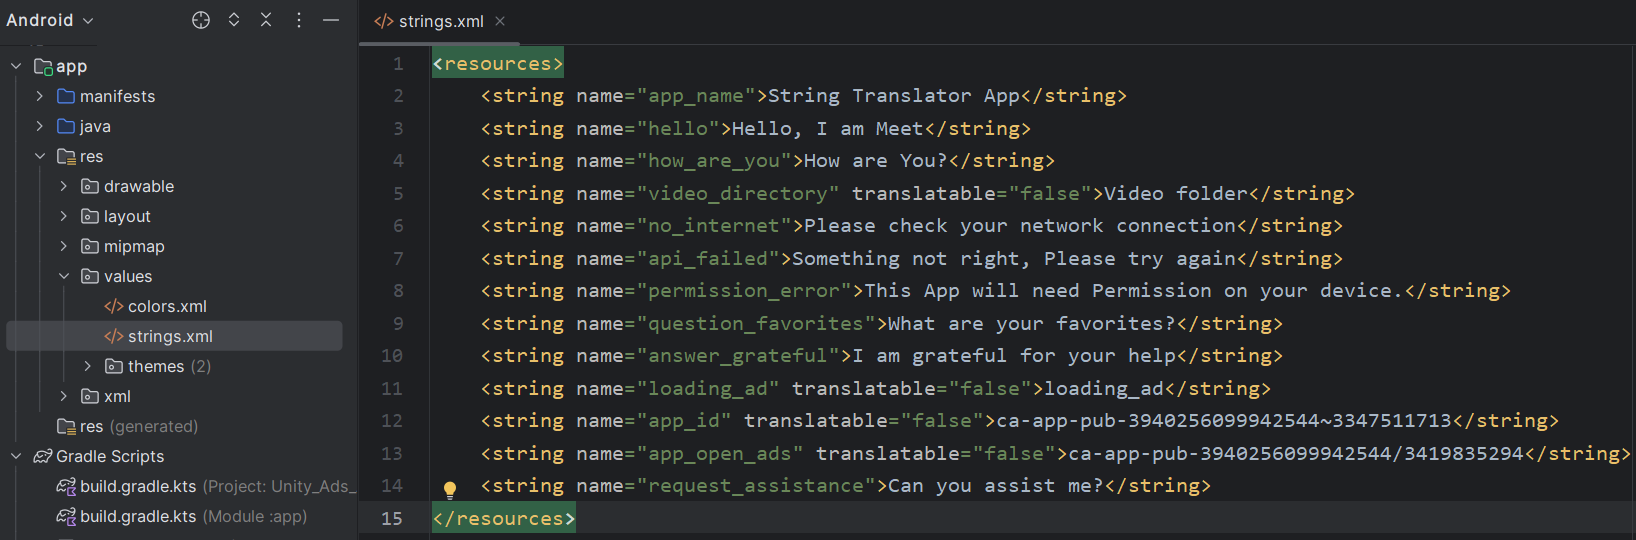 Android
app
manifests
java
res
drawable
layout
mipmap
values
colors.xml
strings.xml
themes (2)
xml
res (generated)
Gradle Scripts
build.gradle.kts (Project: Unity_Ads_
build.gradle.kts (Module :app)
strings.xml
1 <resources>
2 <string name="app_name">String Translator App</string>
3 <string name="hello">Hello, I am Meet</string>
4 <string name="how_are_you">How are You?</string>
5 <string name="video_directory" translatable="false">Video folder</string>
6 <string name="no_internet">Please check your network connection</string>
7 <string name="api_failed">Something not right, Please try again</string>
8 <string name="permission_error">This App will need Permission on your device.</string>
9 <string name="question_favorites">What are your favorites?</string>
10 <string name="answer_grateful">I am grateful for your help</string>
11 <string name="loading_ad" translatable="false">loading_ad</string>
12 <string name="app_id" translatable="false">ca-app-pub-3940256099942544~3347511713</string>
13 <string name="app_open_ads" translatable="false">ca-app-pub-3940256099942544/3419835294</string>
14 <string name="request_assistance">Can you assist me?</string>
15 </resources>